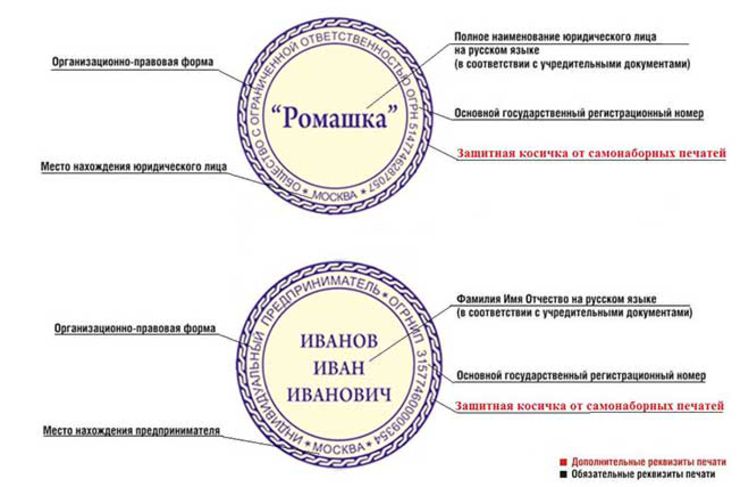 Организационно-правовая форма
Полное наименование юридического лица
на русском языке
(в соответствии с учредительными документами)
Основной государственный регистрационный номер
Защитная косичка от самонаборных печатей
Место нахождения юридического лица
ОБЩЕСТВО С ОГРАНИЧЕННОЙ ОТВЕТСТВЕННОСТЬЮ ОГРН 5147746287057
* МОСКВА *
“Ромашка”
Организационно-правовая форма
Фамилия Имя Отчество на русском языке
(в соответствии с учредительными документами)
Основной государственный регистрационный номер
Защитная косичка от самонаборных печатей
Место нахождения предпринимателя
ИНДИВИДУАЛЬНЫЙ ПРЕДПРИНИМАТЕЛЬ * ОГРНИП 315774600009354
* МОСКВА *
ИВАНОВ
ИВАН
ИВАНОВИЧ
Дополнительные реквизиты печати
Обязательные реквизиты печати